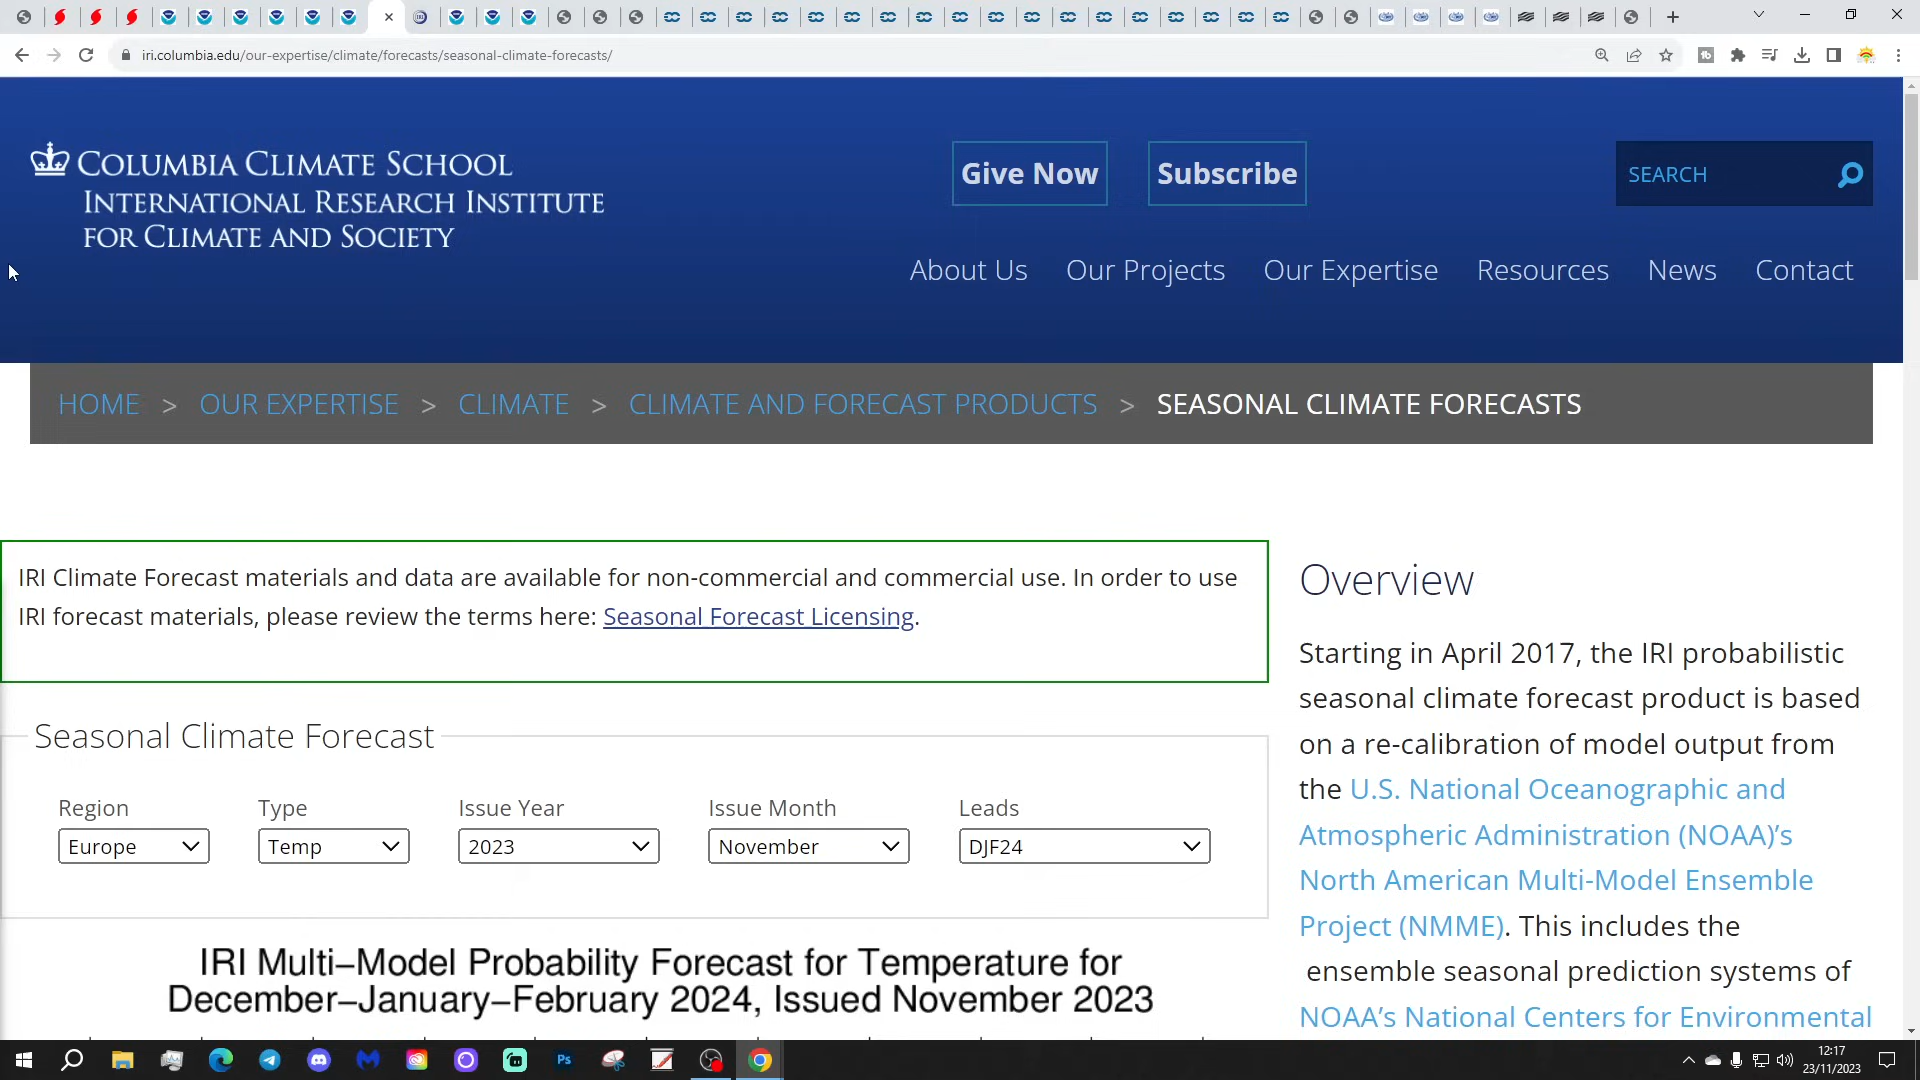 iri.columbia.edu/our-expertise/climate/forecasts/seasonal-climate-forecasts/
COLUMBIA CLIMATE SCHOOL
INTERNATIONAL RESEARCH INSTITUTE
FOR CLIMATE AND SOCIETY
Give Now
Subscribe
SEARCH
About Us
Our Projects
Our Expertise
Resources
News
Contact
HOME > OUR EXPERTISE > CLIMATE > CLIMATE AND FORECAST PRODUCTS > SEASONAL CLIMATE FORECASTS
IRI Climate Forecast materials and data are available for non-commercial and commercial use. In order to use
IRI forecast materials, please review the terms here: Seasonal Forecast Licensing.
Seasonal Climate Forecast
Region
Type
Issue Year
Issue Month
Leads
Europe
Temp
2023
November
DJF24
IRI Multi–Model Probability Forecast for Temperature for
December–January–February 2024, Issued November 2023
Overview
Starting in April 2017, the IRI probabilistic
seasonal climate forecast product is based
on a re-calibration of model output from
the U.S. National Oceanographic and
Atmospheric Administration (NOAA)’s
North American Multi-Model Ensemble
Project (NMME). This includes the
ensemble seasonal prediction systems of
NOAA’s National Centers for Environmental
Ps
12:17
23/11/2023